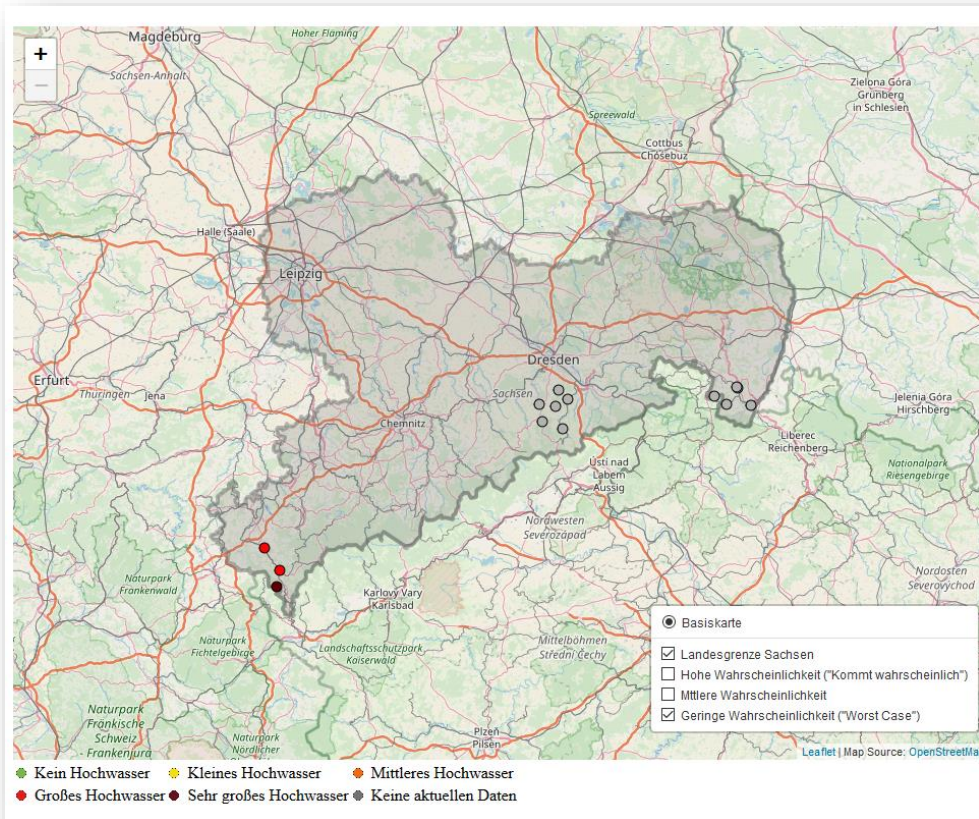 +
−
Magdeburg
Hoher Fläming
Sachsen-Anhalt
Zielona Góra
Grünberg
in Schlesien
Spreewald
Cottbus
Chóśebuz
Halle (Saale)
Leipzig
Dresden
Sachsen
Erfurt
Thüringen
Jena
Chemnitz
Jelenia Góra
Hirschberg
Liberec
Reichenberg
Ústí nad
Labem
Aussig
Nationalpark
Riesengebirge
Nordwesten
Severozápad
Naturpark
Frankenwald
Karlovy Vary
Karlsbad
Nordosten
Severovýchod
Naturpark
Fichtelgebirge
Landschaftsschutzpark
Kaiserwald
Mittelböhmen
Střední Čechy
Naturpark
Fränkische
Schweiz
- Frankenjura
Naturpark
Nördlicher
Plzeň
Pilsen
Basiskarte
Landesgrenze Sachsen
Hohe Wahrscheinlichkeit ("Kommt wahrscheinlich")
Mttlere Wahrscheinlichkeit
Geringe Wahrscheinlichkeit ("Worst Case")
Leaflet | Map Source: OpenStreetMa
Kein Hochwasser Kleines Hochwasser Mittleres Hochwasser
Großes Hochwasser Sehr großes Hochwasser Keine aktuellen Daten